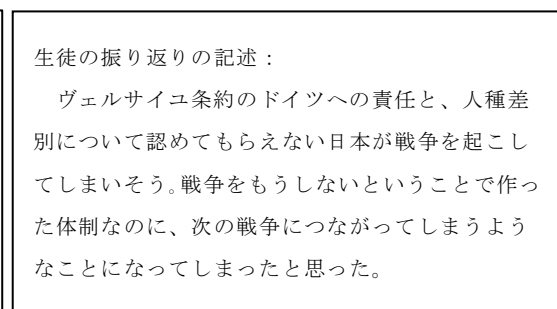 生徒の振り返りの記述：
　ヴェルサイユ条約のドイツへの責任と、人種差
別について認めてもらえない日本が戦争を起こし
てしまいそう。戦争をもうしないということで作っ
た体制なのに、次の戦争につながってしまうよう
なことになってしまったと思った。